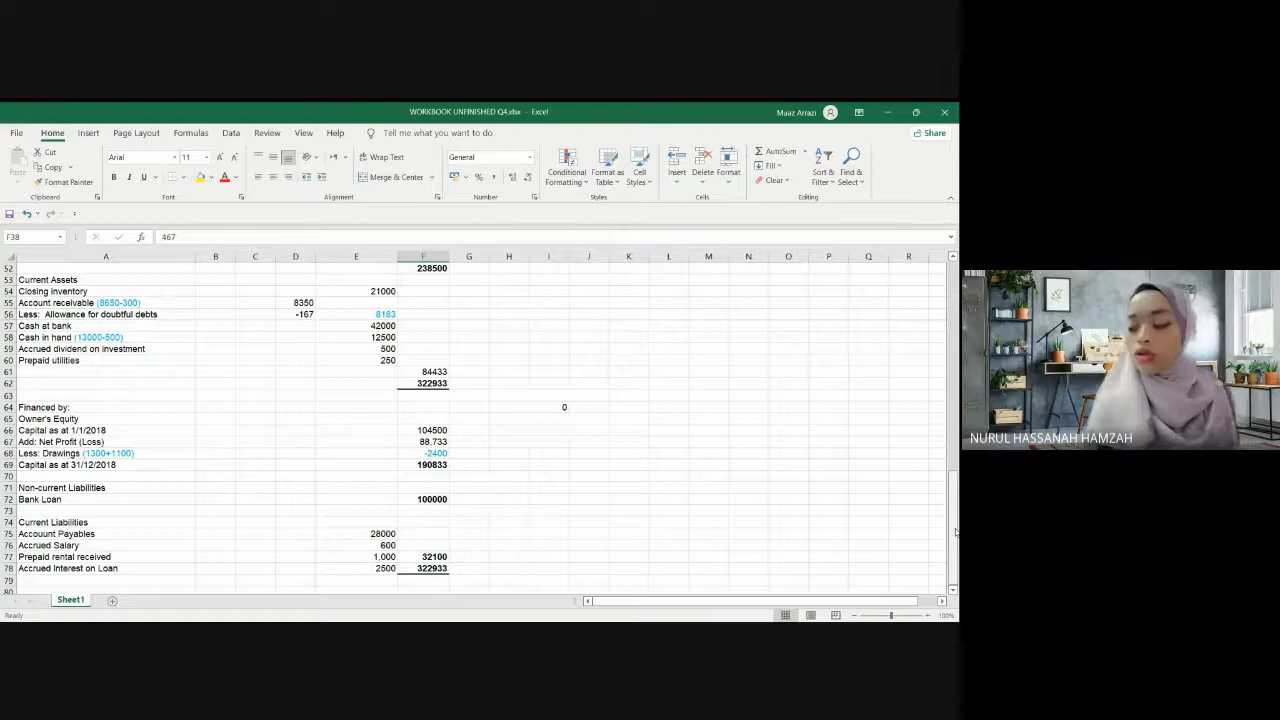 WORKBOOK UNFINISHED Q4.xlsx - Excel
Muaz Arrazi
File Home Insert Page Layout Formulas Data Review View Help Tell me what you want to do
Share
Cut
Copy
Format Painter
Paste
Clipboard
Arial 11
B I U
Font
Wrap Text
Merge & Center
Alignment
General
Number
Conditional Formatting
Format as Table
Cell Styles
Styles
Insert Delete Format
Cells
AutoSum
Fill
Clear
Sort & Filter
Find & Select
Editing
F38 fx 467
A B C D E F G H I J K L M N O P Q R
52 238500
53 Current Assets
54 Closing inventory 21000
55 Account receivable (8650-300) 8350
56 Less: Allowance for doubtful debts -167 8183
57 Cash at bank 42000
58 Cash in hand (13000-500) 12500
59 Accrued dividend on investment 500
60 Prepaid utilities 250
61 84433
62 322933
63
64 Financed by: 0
65 Owner's Equity
66 Capital as at 1/1/2018 104500
67 Add: Net Profit (Loss) 88,733
68 Less: Drawings (1300+1100) -2400
69 Capital as at 31/12/2018 190833
70
71 Non-current Liabilities
72 Bank Loan 100000
73
74 Current Liabilities
75 Accouunt Payables 28000
76 Accrued Salary 600
77 Prepaid rental received 1,000 32100
78 Accrued Interest on Loan 2500 322933
79
80
Sheet1
Ready
100%
NURUL HASSANAH HAMZAH